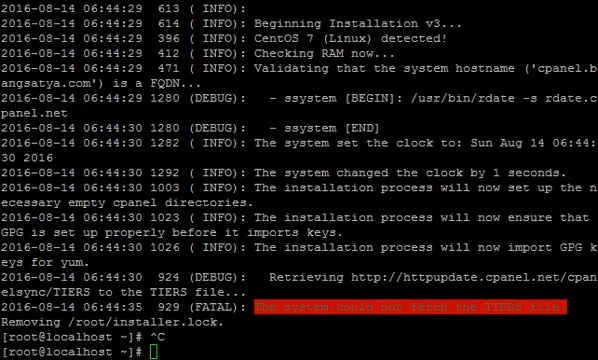 2016-08-14 06:44:29  613 ( INFO):
2016-08-14 06:44:29  614 ( INFO): Beginning Installation v3...
2016-08-14 06:44:29  396 ( INFO): CentOS 7 (Linux) detected!
2016-08-14 06:44:29  412 ( INFO): Checking RAM now...
2016-08-14 06:44:29  471 ( INFO): Validating that the system hostname ('cpanel.b
angsatya.com') is a FQDN...
2016-08-14 06:44:29 1280 (DEBUG):   - ssystem [BEGIN]: /usr/bin/rdate -s rdate.c
panel.net
2016-08-14 06:44:30 1280 (DEBUG):   - ssystem [END]
2016-08-14 06:44:30 1282 ( INFO): The system set the clock to: Sun Aug 14 06:44:
30 2016
2016-08-14 06:44:30 1292 ( INFO): The system changed the clock by 1 seconds.
2016-08-14 06:44:30 1003 ( INFO): The installation process will now set up the n
ecessary empty cpanel directories.
2016-08-14 06:44:30 1023 ( INFO): The installation process will now ensure that
GPG is set up properly before it imports keys.
2016-08-14 06:44:30 1026 ( INFO): The installation process will now import GPG k
eys for yum.
2016-08-14 06:44:30  924 (DEBUG):   Retrieving http://httpupdate.cpanel.net/cpan
elsync/TIERS to the TIERS file...
2016-08-14 06:44:35  929 (FATAL): The system could not fetch the TIERS file.
Removing /root/installer.lock.
[root@localhost ~]# ^C
[root@localhost ~]#